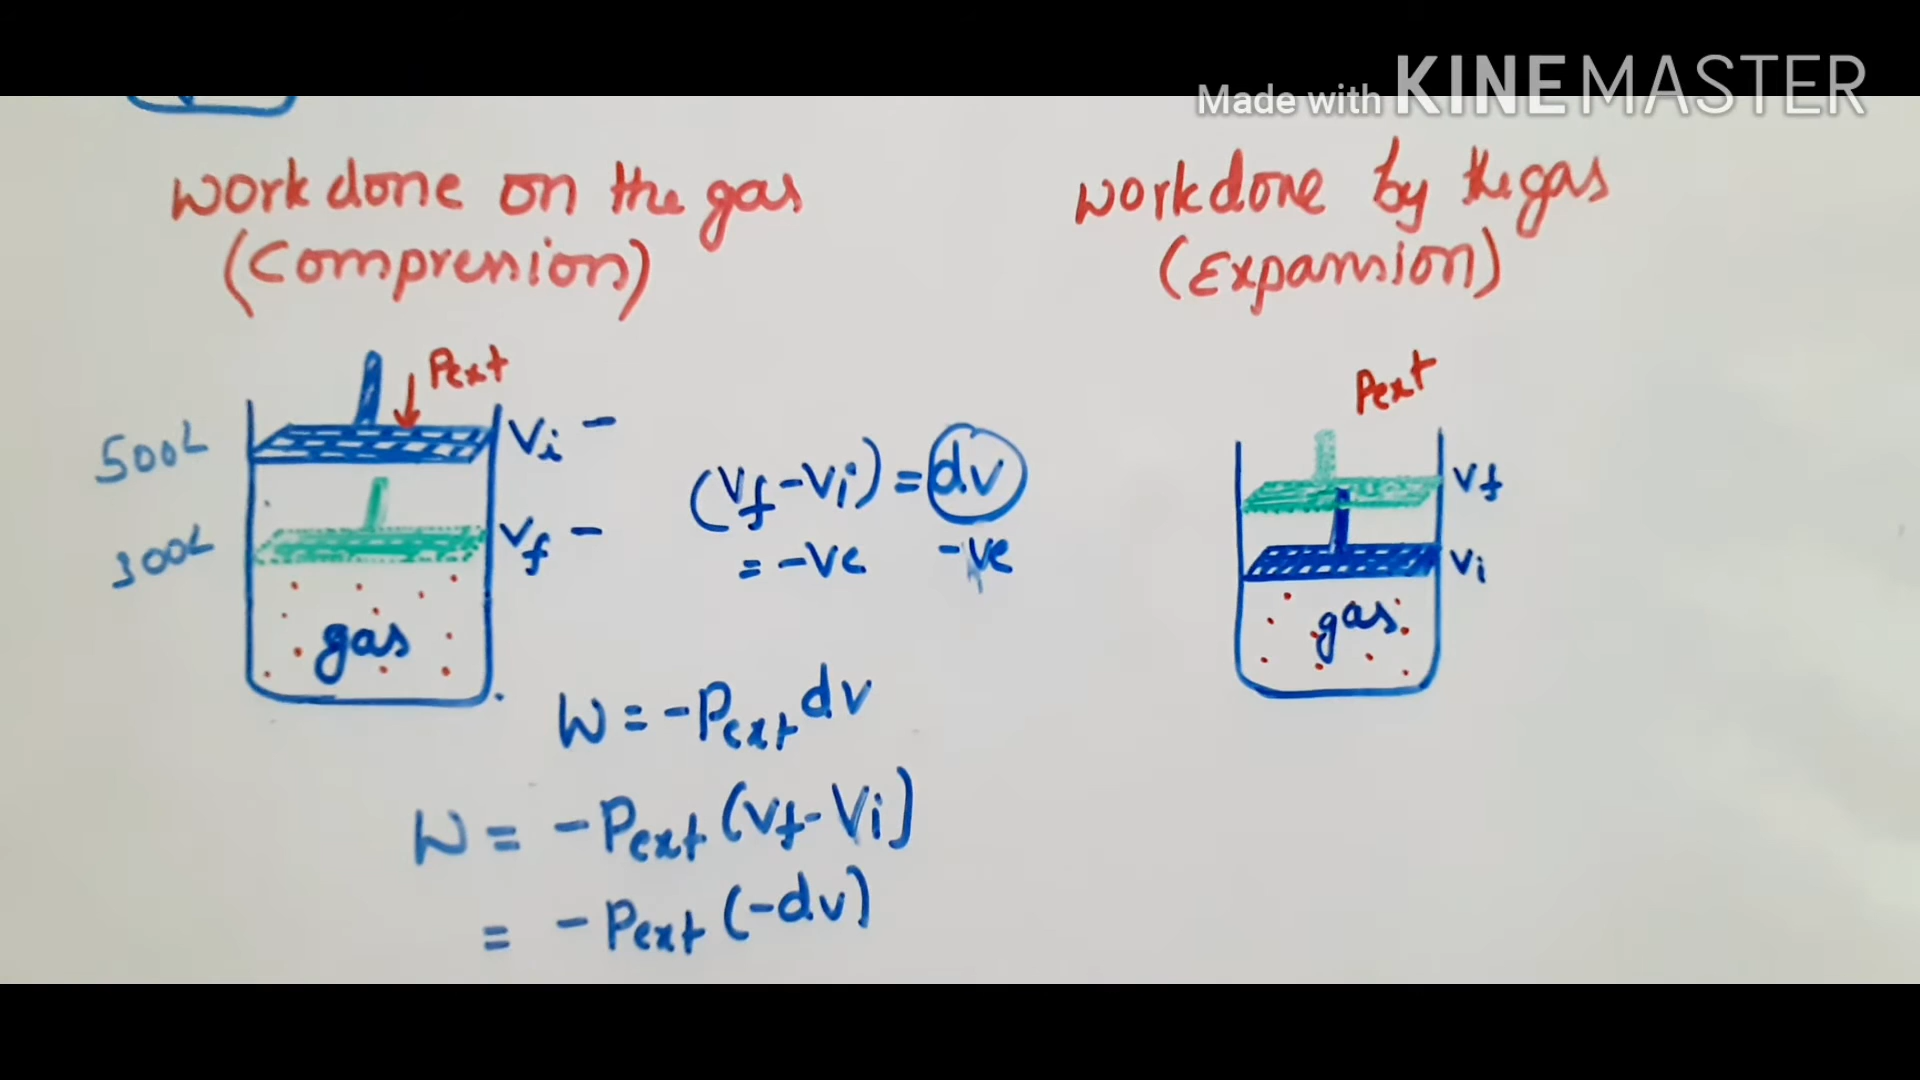 Made with KINEMASTER
Work done on the gas
(Compression)
Pext
500L
Vi -
300L
Vf -
gas
(Vf-Vi) = dv
= -ve -ve
W = -Pext dv
W = -Pext (Vf-Vi)
= -Pext (-dv)
Work done by the gas
(Expansion)
Pext
Vf
Vi
gas